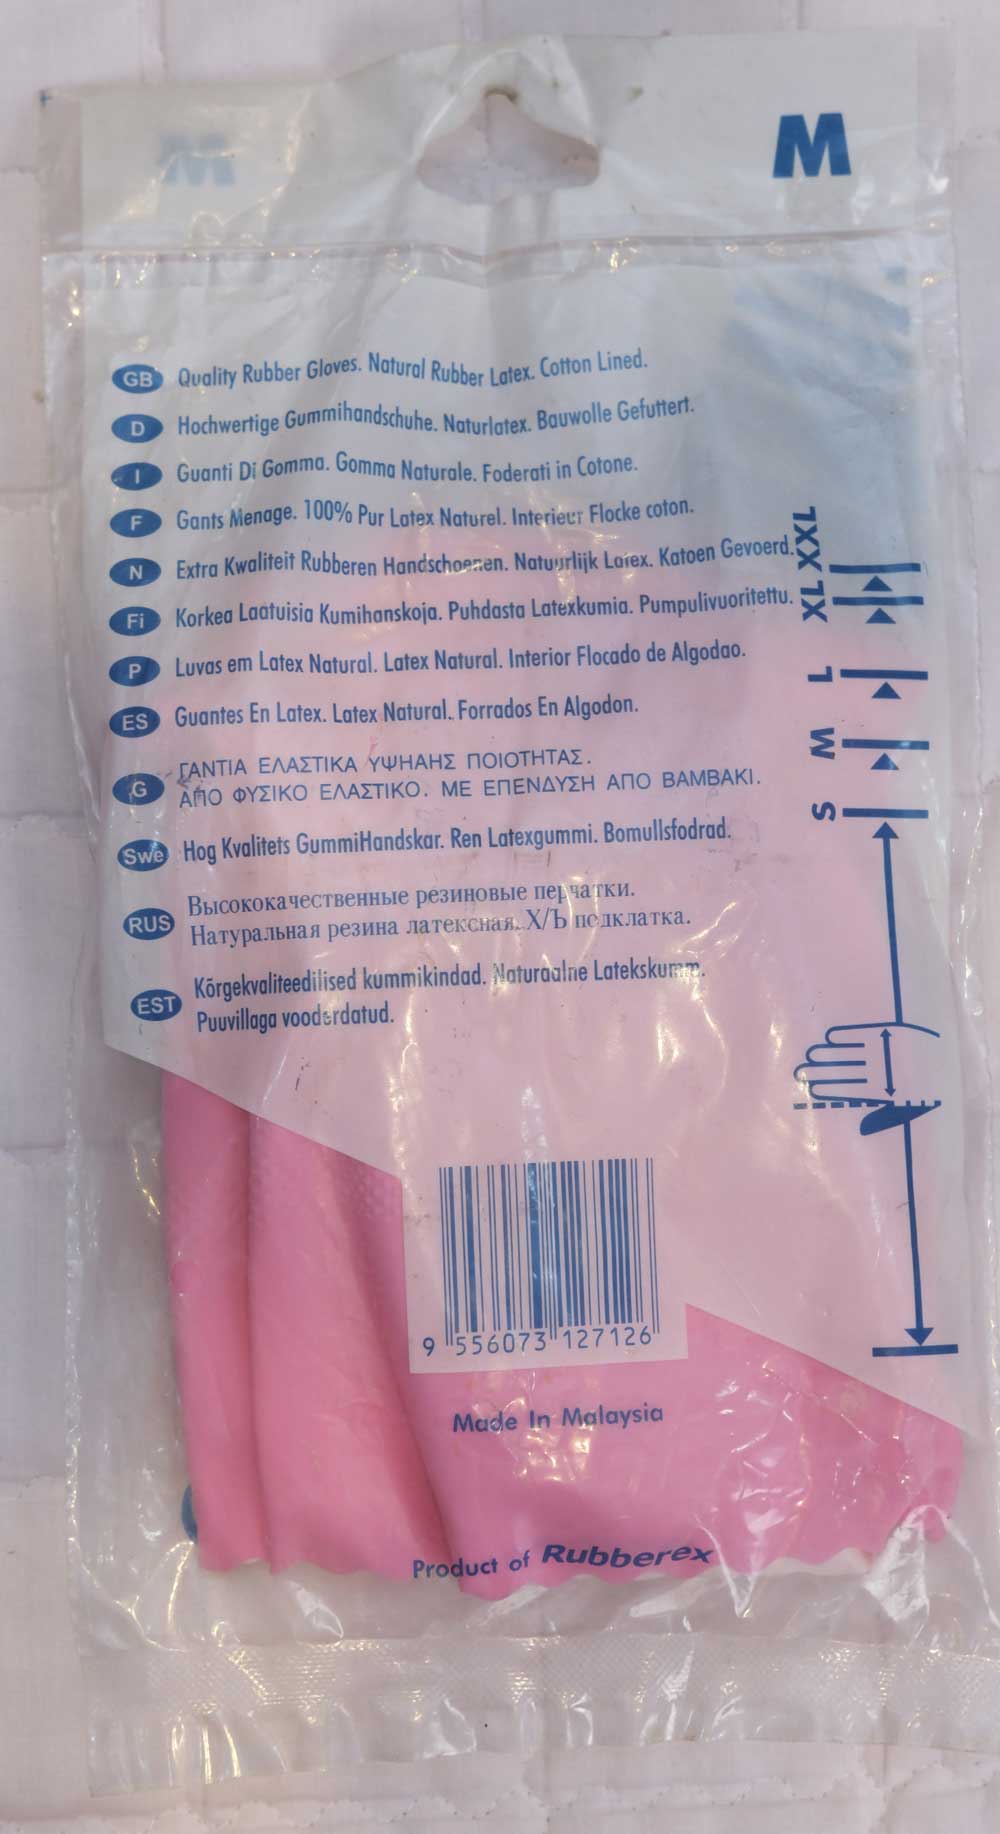 M
GB Quality Rubber Gloves. Natural Rubber Latex. Cotton Lined.
D Hochwertige Gummihandschuhe. Naturlatex. Bauwolle Gefuttert.
I Guanti Di Gomma. Gomma Naturale. Foderati in Cotone.
F Gants Menage. 100% Pur Latex Naturel. Interieur Flocke coton.
N Extra Kwaliteit Rubberen Handschoenen. Natuurlijk Latex. Katoen Gevoerd.
Fi Korkea Laatuisia Kumihanskoja. Puhdasta Latexkumia. Pumpulivuoritettu.
P Luvas em Latex Natural. Latex Natural. Interior Flocado de Algodao.
ES Guantes En Latex. Latex Natural. Forrados En Algodon.
G ΓΑΝΤΙΑ ΕΛΑΣΤΙΚΑ ΥΨΗΑΗΣ ΠΟΙΟΤΗΤΑΣ.
ΑΠΟ ΦΥΣΙΚΟ ΕΛΑΣΤΙΚΟ. ΜΕ ΕΠΕΝΔΥΣΗ ΑΠΟ ΒΑΜΒΑΚΙ.
Swe Hog Kvalitets GummiHandskar. Ren Latexgummi. Bomullsfodrad.
RUS Высококачественные резиновые перчатки.
Натуральная резина латексная. Х/Ъ подклатка.
EST Kõrgekvaliteedilised kummikindad. Naturaalne Latekskumm.
Puuvillaga vooderdatud.
XXL
XL
L
M
S
9 556073 127126
Made In Malaysia
Product of Rubberex